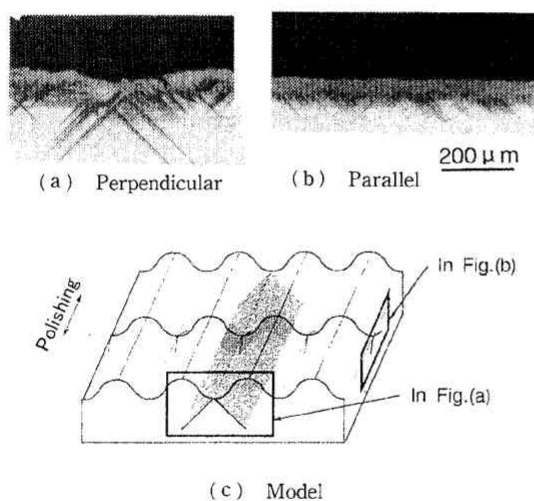 (a) Perpendicular
(b) Parallel
200 μm
Polishing
In Fig.(b)
In Fig.(a)
(c) Model